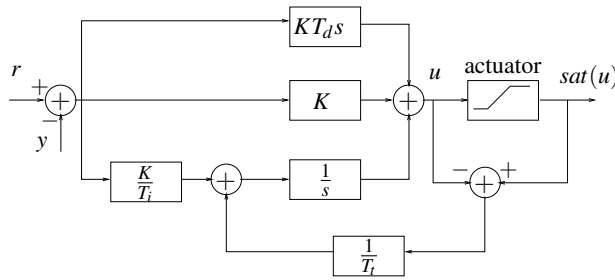 KT_d s
r
+
+
−
y
K
+
u
actuator
sat(u)
K/T_i
+
1/s
−
+
+
1/T_t